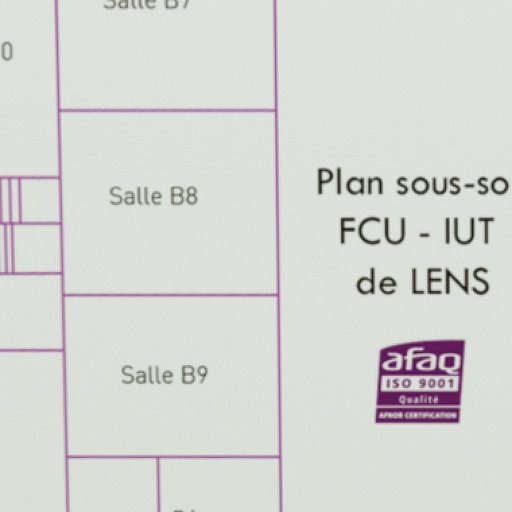 Salle B7
0
Salle B8
Plan sous-so
FCU - IUT
de LENS
Salle B9
afaq
ISO 9001
Qualité
AFNOR CERTIFICATION